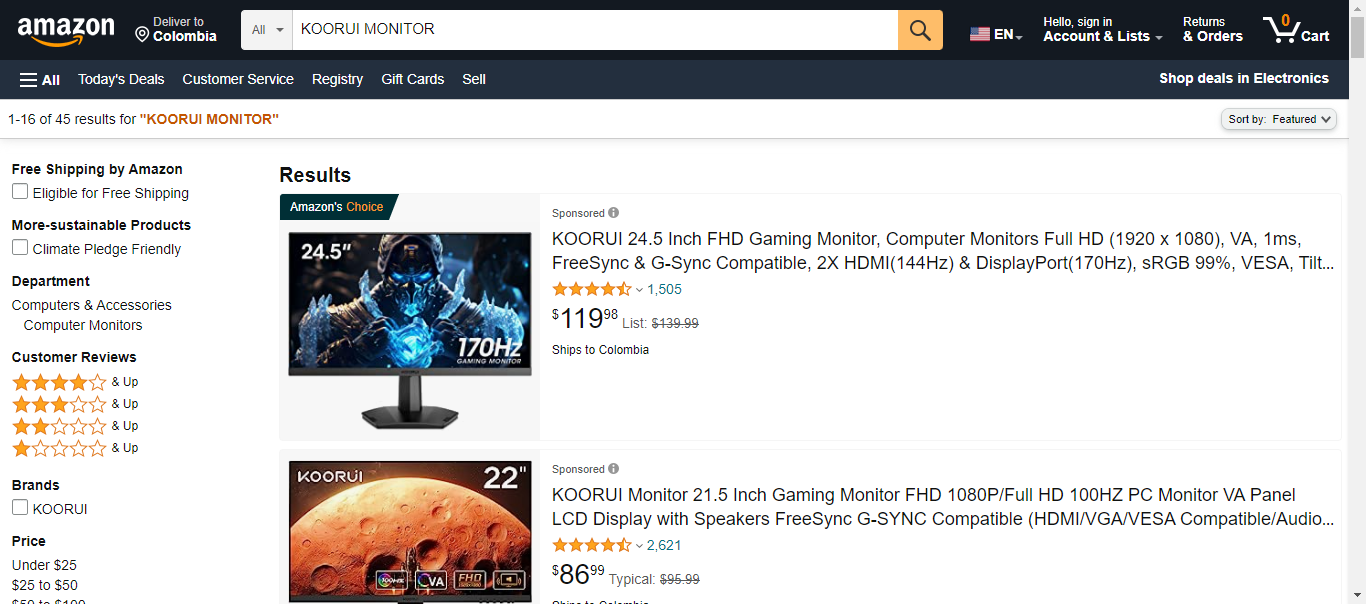 amazon
Deliver to
Colombia
All
KOORUI MONITOR
EN
Hello, sign in
Account & Lists
Returns
& Orders
0
Cart
All
Today's Deals
Customer Service
Registry
Gift Cards
Sell
Shop deals in Electronics
1-16 of 45 results for "KOORUI MONITOR"
Sort by: Featured
Free Shipping by Amazon
Eligible for Free Shipping
More-sustainable Products
Climate Pledge Friendly
Department
Computers & Accessories
Computer Monitors
Customer Reviews
& Up
& Up
& Up
& Up
Brands
KOORUI
Price
Under $25
$25 to $50
$50 to $100
Results
Amazon's Choice
24.5"
170Hz
GAMING MONITOR
Sponsored
KOORUI 24.5 Inch FHD Gaming Monitor, Computer Monitors Full HD (1920 x 1080), VA, 1ms,
FreeSync & G-Sync Compatible, 2X HDMI(144Hz) & DisplayPort(170Hz), sRGB 99%, VESA, Tilt...
1,505
$119.98 List: $139.99
Ships to Colombia
KOORUI
22"
100Hz
VA
FHD
Sponsored
KOORUI Monitor 21.5 Inch Gaming Monitor FHD 1080P/Full HD 100HZ PC Monitor VA Panel
LCD Display with Speakers FreeSync G-SYNC Compatible (HDMI/VGA/VESA Compatible/Audio...
2,621
$86.99 Typical: $95.99
Ships to Colombia